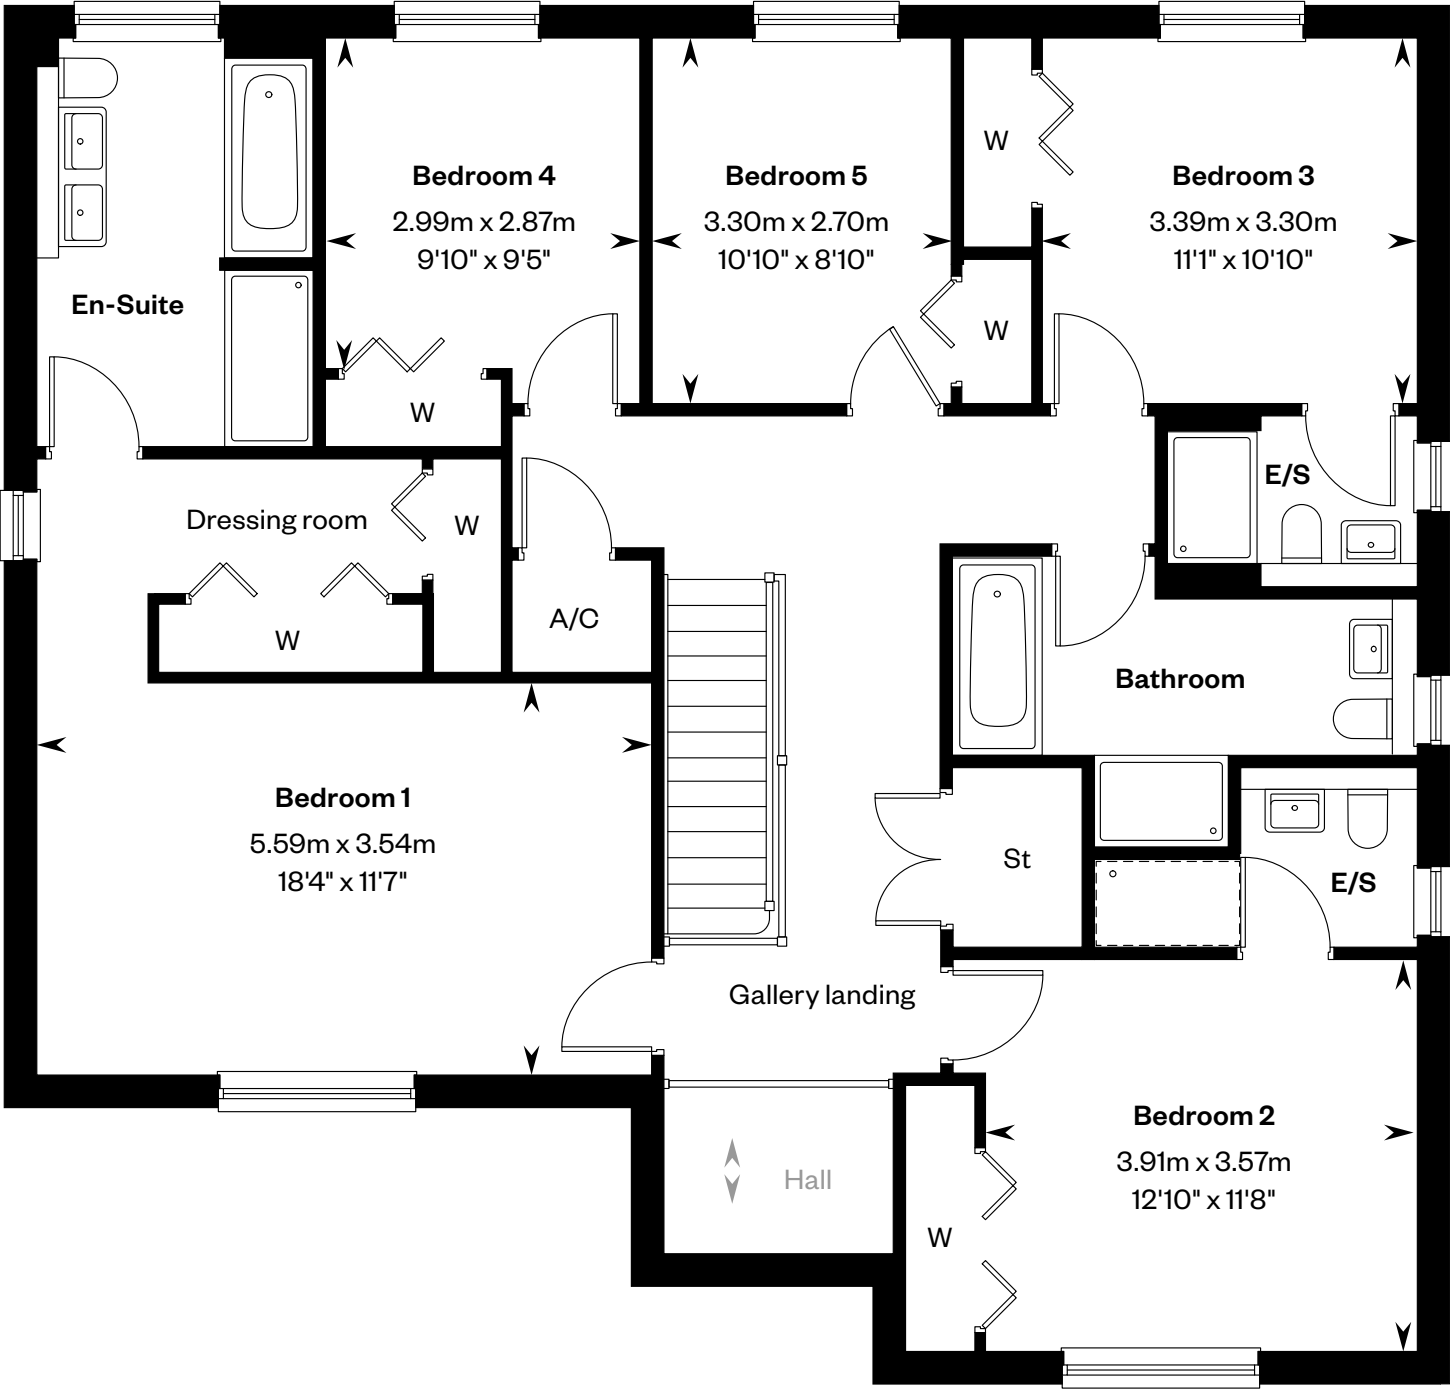 Bedroom 4
2.99m x 2.87m
9'10" x 9'5"
W
Bedroom 5
3.30m x 2.70m
10'10" x 8'10"
W
W
Bedroom 3
3.39m x 3.30m
11'1" x 10'10"
En-Suite
E/S
Dressing room
W
W
A/C
Bathroom
Bedroom 1
5.59m x 3.54m
18'4" x 11'7"
St
E/S
Gallery landing
Hall
Bedroom 2
3.91m x 3.57m
12'10" x 11'8"
W